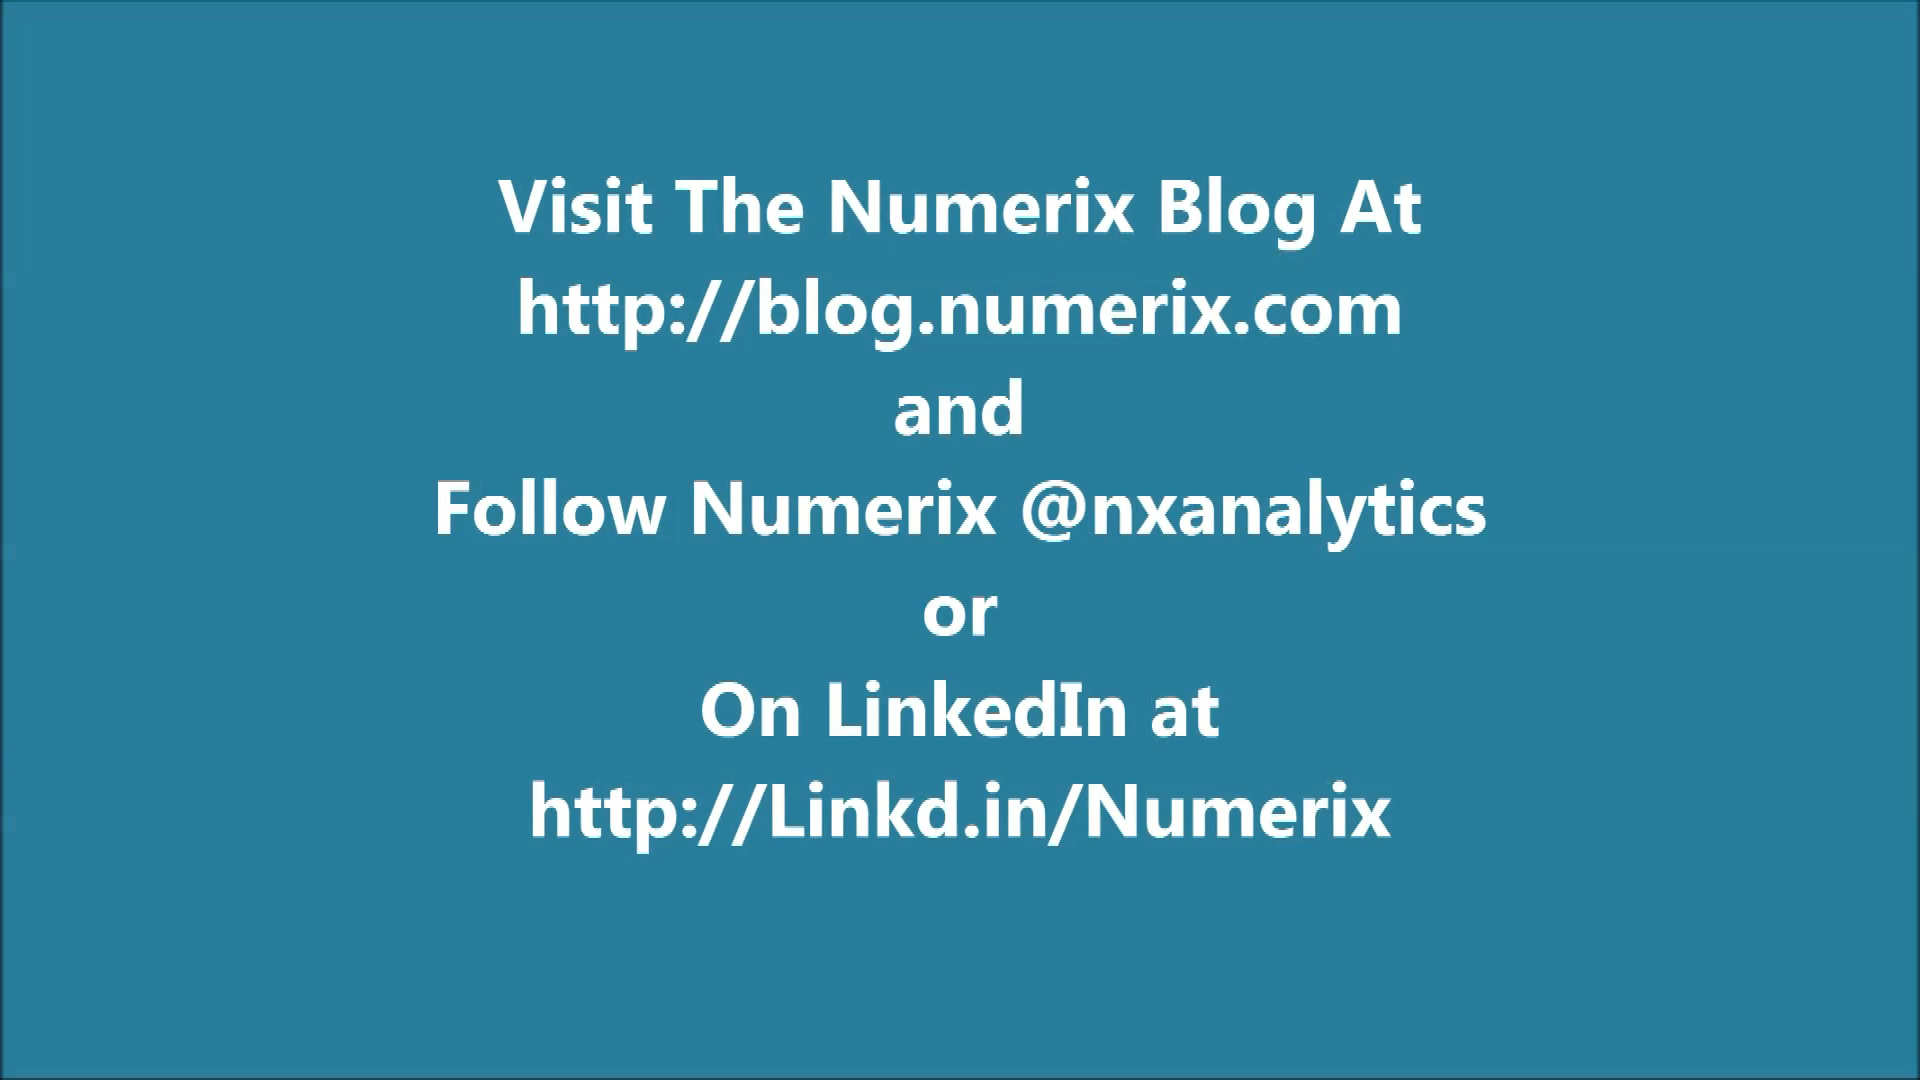 Visit The Numerix Blog At
http://blog.numerix.com
and
Follow Numerix @nxanalytics
or
On LinkedIn at
http://Linkd.in/Numerix